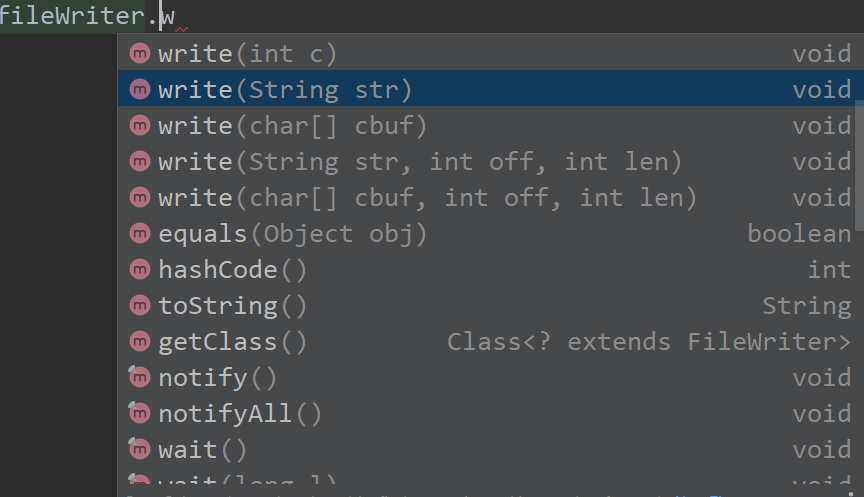 fileWriter.w
write(int c) void
write(String str) void
write(char[] cbuf) void
write(String str, int off, int len) void
write(char[] cbuf, int off, int len) void
equals(Object obj) boolean
hashCode() int
toString() String
getClass() Class<? extends FileWriter>
notify() void
notifyAll() void
wait() void
wait(long l) void